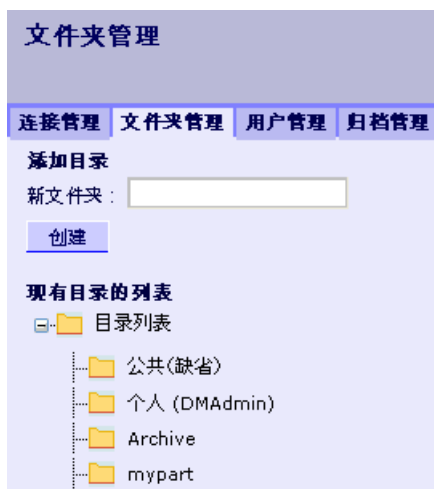 文件夹管理
连接管理 文件夹管理 用户管理 归档管理
添加目录
新文件夹：
创建
现有目录的列表
目录列表
公共(缺省)
个人 (DMAdmin)
Archive
mypart